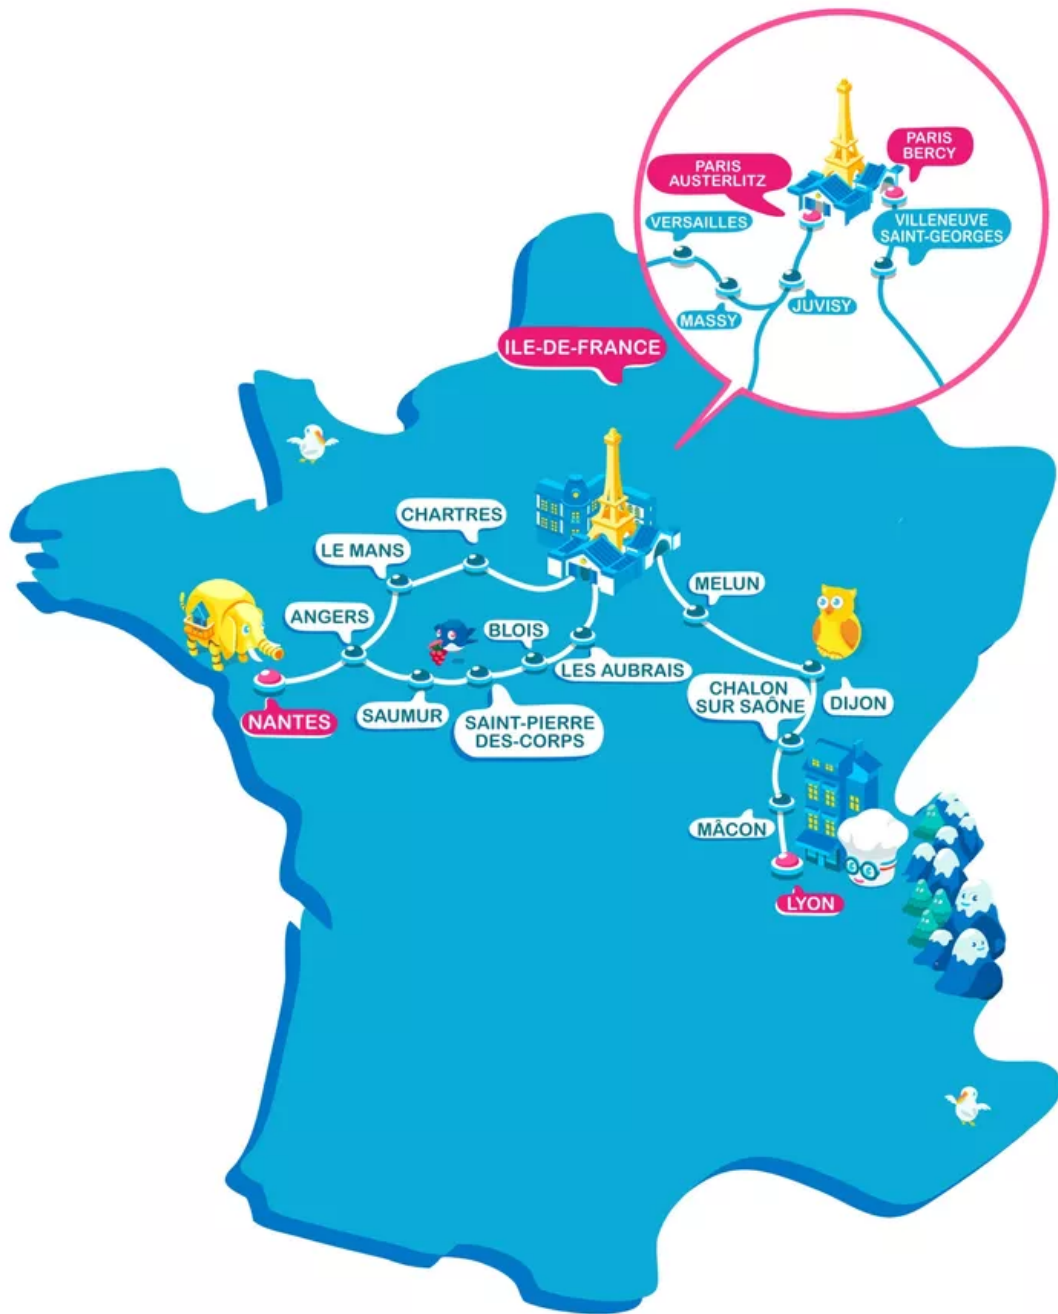 PARIS
BERCY
PARIS
AUSTERLITZ
VERSAILLES
VILLENEUVE
SAINT-GEORGES
JUVISY
MASSY
ILE-DE-FRANCE
CHARTRES
LE MANS
MELUN
ANGERS
BLOIS
LES AUBRAIS
CHALON
SUR SAÔNE
DIJON
NANTES
SAUMUR
SAINT-PIERRE
DES-CORPS
MÂCON
LYON